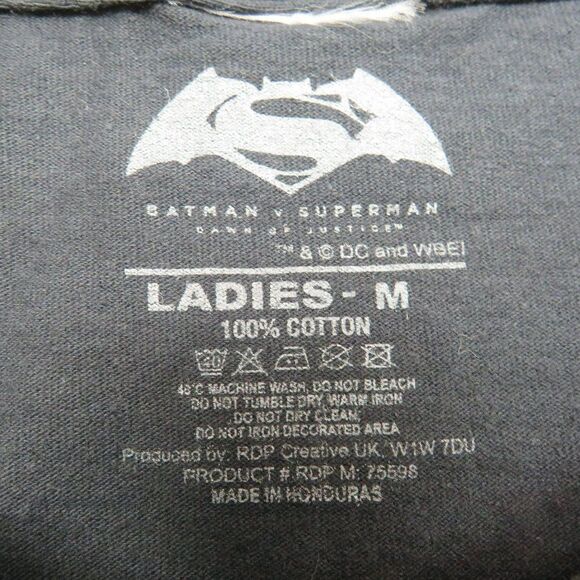 BATMAN v SUPERMAN
DAWN OF JUSTICE™
™ & © DC and WBEI
LADIES - M
100% COTTON
40
40°C MACHINE WASH, DO NOT BLEACH
DO NOT TUMBLE DRY, WARM IRON
DO NOT DRY CLEAN,
DO NOT IRON DECORATED AREA
Produced by: RDP Creative UK, W1W 7DU
PRODUCT # RDP M: 75598
MADE IN HONDURAS